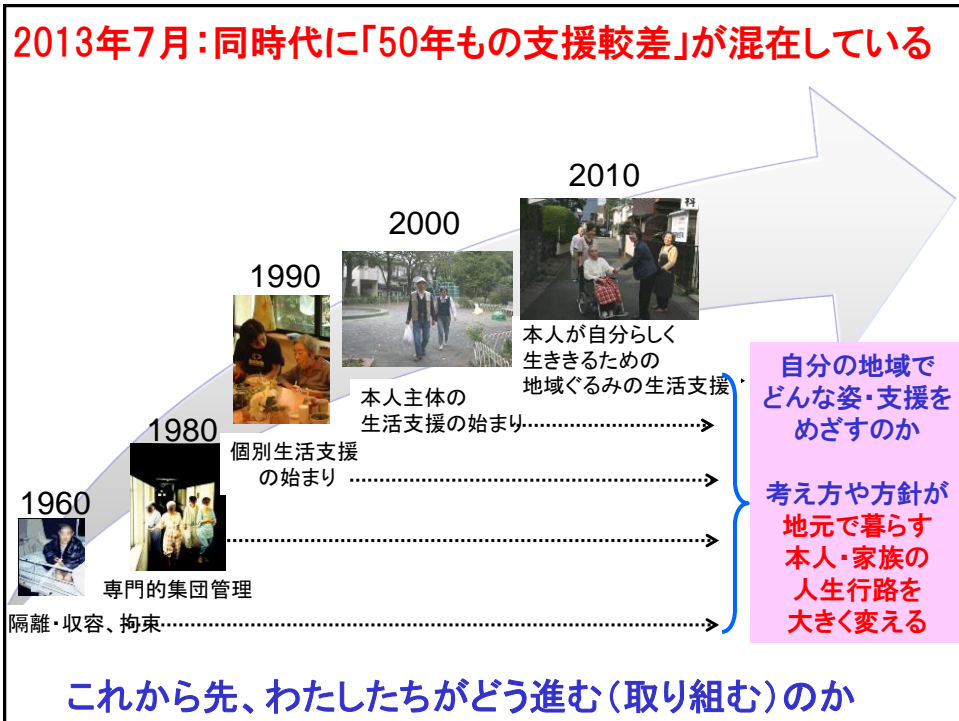 2013年7月：同時代に「50年もの支援較差」が混在している
2010
2000
1990
1980
1960
科
本人が自分らしく
生ききるための
地域ぐるみの生活支援
本人主体の
生活支援の始まり
個別生活支援
の始まり
専門的集団管理
隔離・収容、拘束
自分の地域で
どんな姿・支援を
めざすのか
考え方や方針が
地元で暮らす
本人・家族の
人生行路を
大きく変える
これから先、わたしたちがどう進む（取り組む）のか